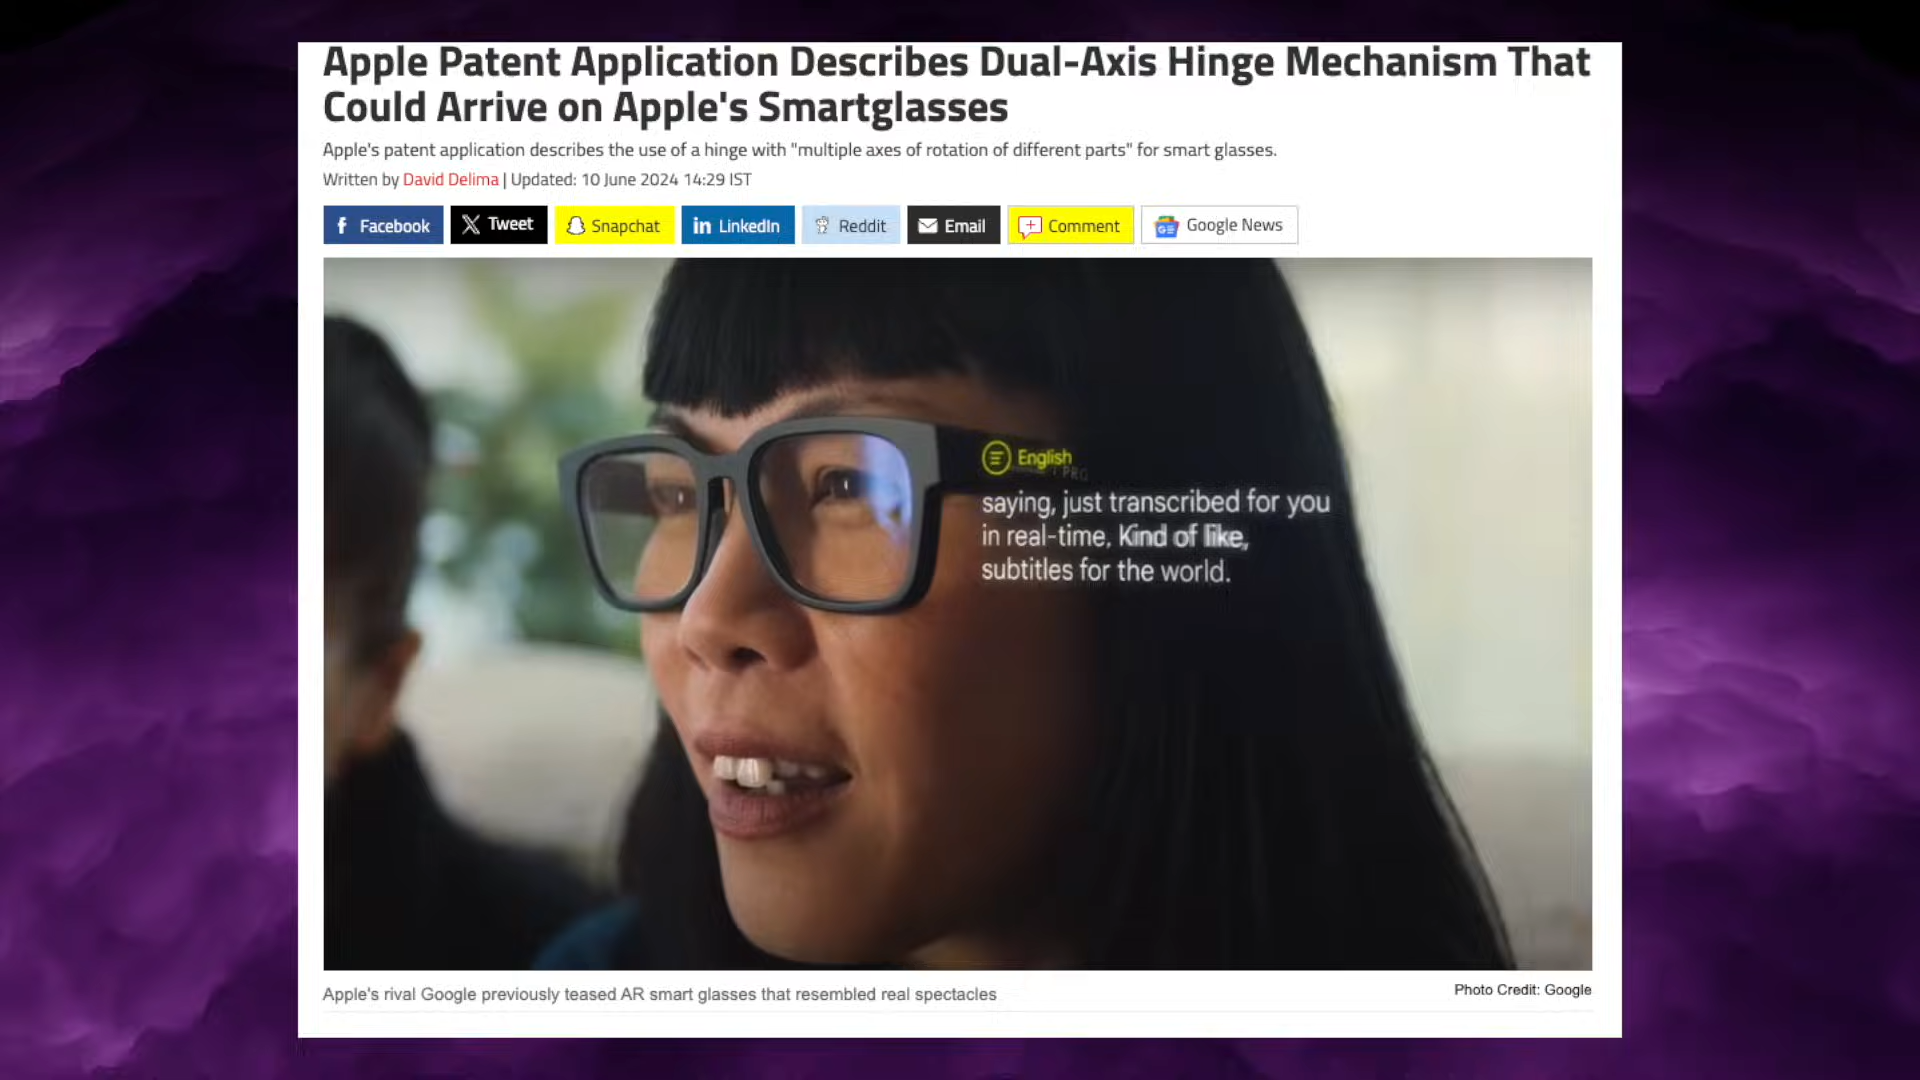 Apple Patent Application Describes Dual-Axis Hinge Mechanism That
Could Arrive on Apple's Smartglasses
Apple's patent application describes the use of a hinge with "multiple axes of rotation of different parts" for smart glasses.
Written by David Delima | Updated: 10 June 2024 14:29 IST
Facebook Tweet Snapchat LinkedIn Reddit Email Comment Google News
English
saying, just transcribed for you
in real-time. Kind of like,
subtitles for the world.
Apple's rival Google previously teased AR smart glasses that resembled real spectacles
Photo Credit: Google